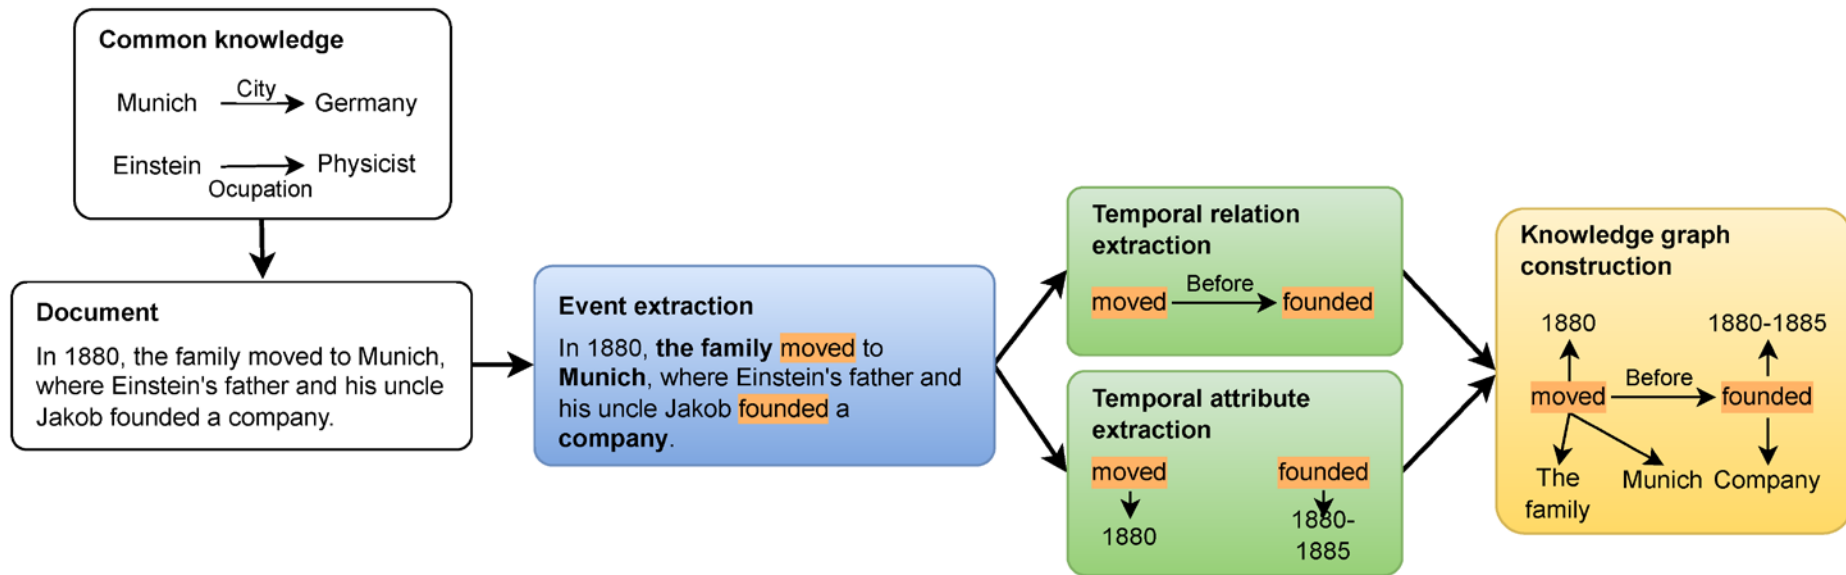 Common knowledge
Munich
City
Germany
Einstein
Physicist
Ocupation
Document
In 1880, the family moved to Munich,
where Einstein's father and his uncle
Jakob founded a company.
Event extraction
In 1880, the family moved to
Munich, where Einstein's father and
his uncle Jakob founded a
company.
Temporal relation
extraction
moved
Before
founded
Temporal attribute
extraction
moved
founded
1880
1880-
1885
Knowledge graph
construction
1880
1880-1885
moved
Before
founded
The
family
Munich
Company